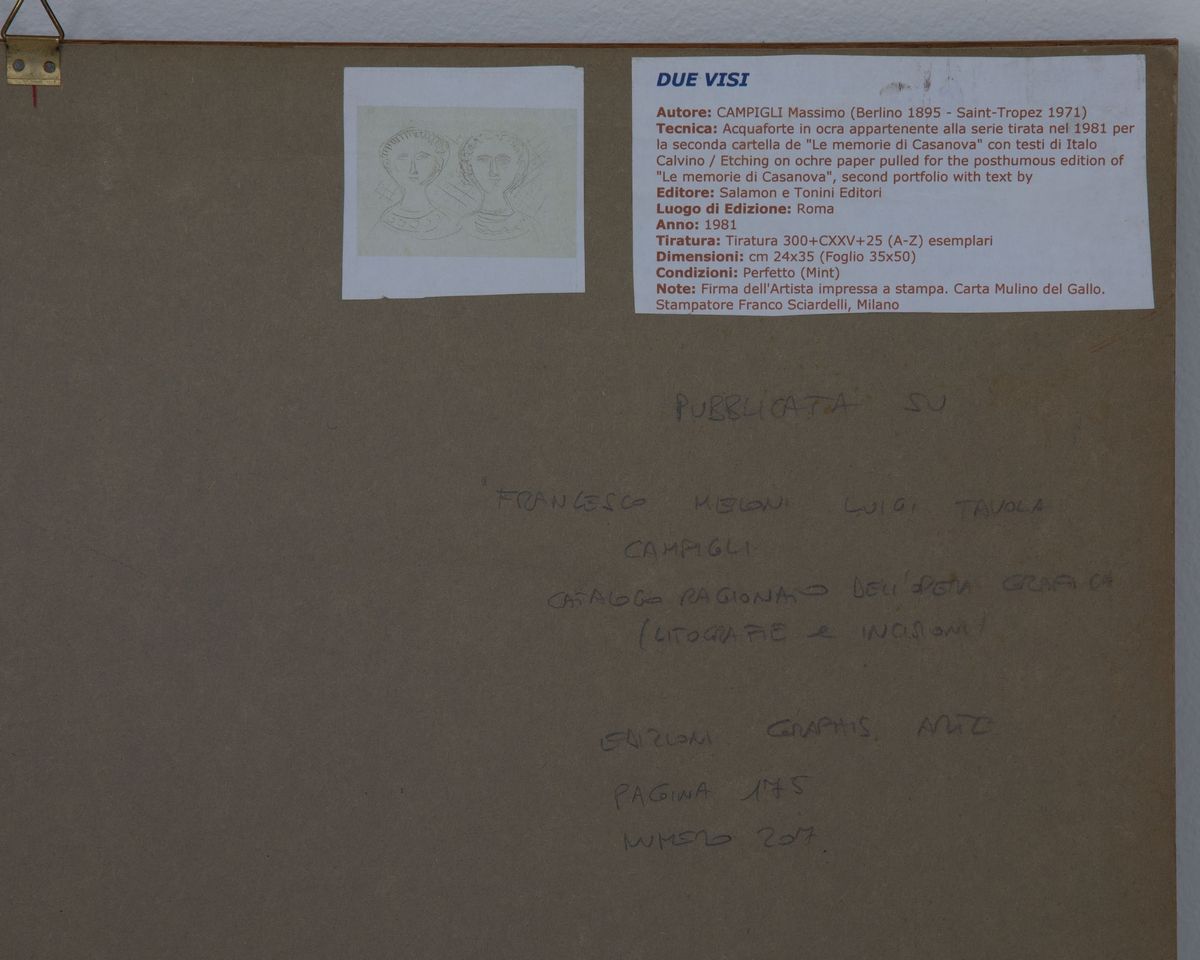 DUE VISI
Autore: CAMPIGLI Massimo (Berlino 1895 - Saint-Tropez 1971)
Tecnica: Acquaforte in ocra appartenente alla serie tirata nel 1981 per
la seconda cartella de "Le memorie di Casanova" con testi di Italo
Calvino / Etching on ochre paper pulled for the posthumous edition of
"Le memorie di Casanova", second portfolio with text by
Editore: Salamon e Tonini Editori
Luogo di Edizione: Roma
Anno: 1981
Tiratura: Tiratura 300+CXXV+25 (A-Z) esemplari
Dimensioni: cm 24x35 (Foglio 35x50)
Condizioni: Perfetto (Mint)
Note: Firma dell'Artista impressa a stampa. Carta Mulino del Gallo.
Stampatore Franco Sciardelli, Milano
PUBBLICATA SU
"FRANCESCO MELONI LUIGI TAVOLA
CAMPIGLI
CATALOGO RAGIONATO DELL'OPERA GRAFICA
(LITOGRAFIE e INCISIONI)
EDIZIONI GRAPHIS ARTE
PAGINA 175
NUMERO 207